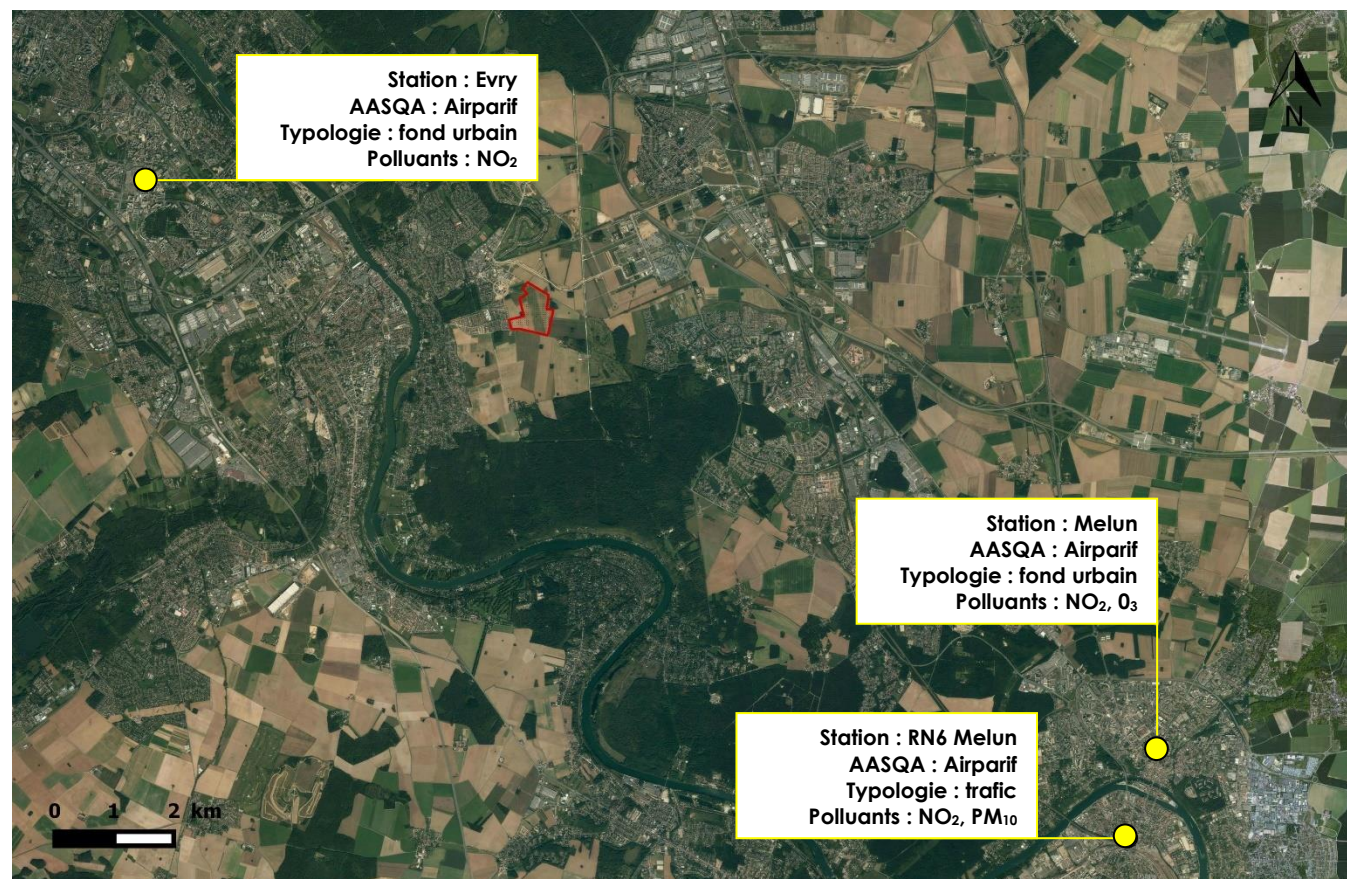 Station : Evry
AASQA : Airparif
Typologie : fond urbain
Polluants : NO₂
N
Station : Melun
AASQA : Airparif
Typologie : fond urbain
Polluants : NO₂, 0₃
Station : RN6 Melun
AASQA : Airparif
Typologie : trafic
Polluants : NO₂, PM₁₀
0 1 2 km